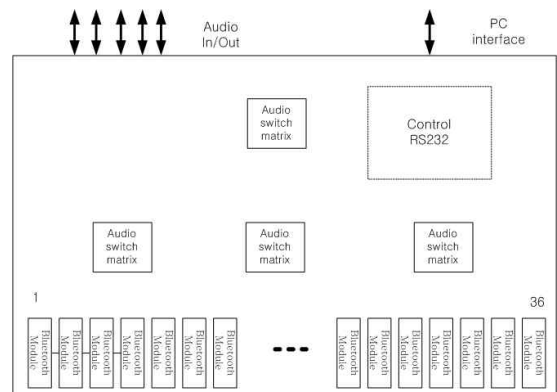 Audio
In/Out
PC
interface
Audio
switch
matrix
Control
RS232
Audio
switch
matrix
Audio
switch
matrix
Audio
switch
matrix
1
36
Bluetooth
Module
Bluetooth
Module
Bluetooth
Module
Bluetooth
Module
Bluetooth
Module
Bluetooth
Module
Bluetooth
Module
Bluetooth
Module
Bluetooth
Module
Bluetooth
Module
Bluetooth
Module
Bluetooth
Module
Bluetooth
Module
Bluetooth
Module